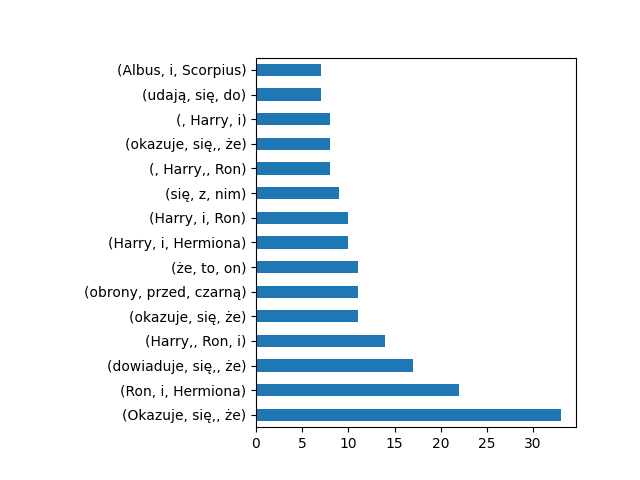 (Albus, i, Scorpius)
(udają, się, do)
(, Harry, i)
(okazuje, się,, że)
(, Harry,, Ron)
(się, z, nim)
(Harry, i, Ron)
(Harry, i, Hermiona)
(że, to, on)
(obrony, przed, czarną)
(okazuje, się, że)
(Harry,, Ron, i)
(dowiaduje, się,, że)
(Ron, i, Hermiona)
(Okazuje, się,, że)
0 5 10 15 20 25 30